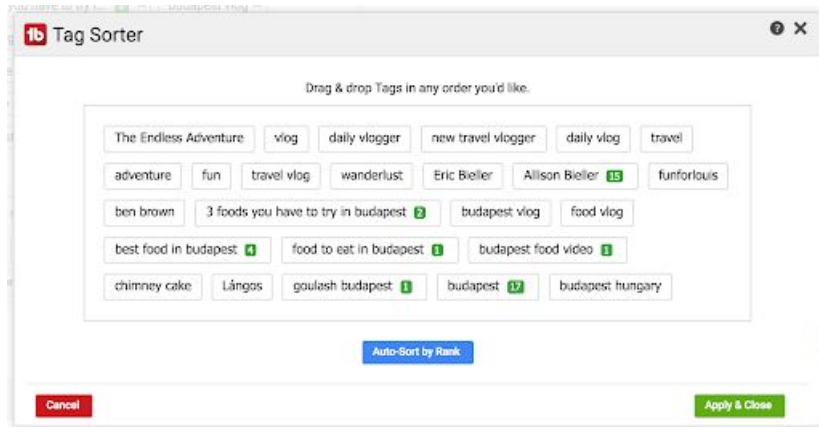 budapest vlog
tb Tag Sorter
Drag & drop Tags in any order you'd like.
The Endless Adventure vlog daily vlogger new travel vlogger daily vlog travel
adventure fun travel vlog wanderlust Eric Bieller Allison Bieller 15 funforlouis
ben brown 3 foods you have to try in budapest 2 budapest vlog food vlog
best food in budapest 4 food to eat in budapest 1 budapest food video 1
chimney cake Lángos goulash budapest 1 budapest 17 budapest hungary
Auto-Sort by Rank
Cancel Apply & Close